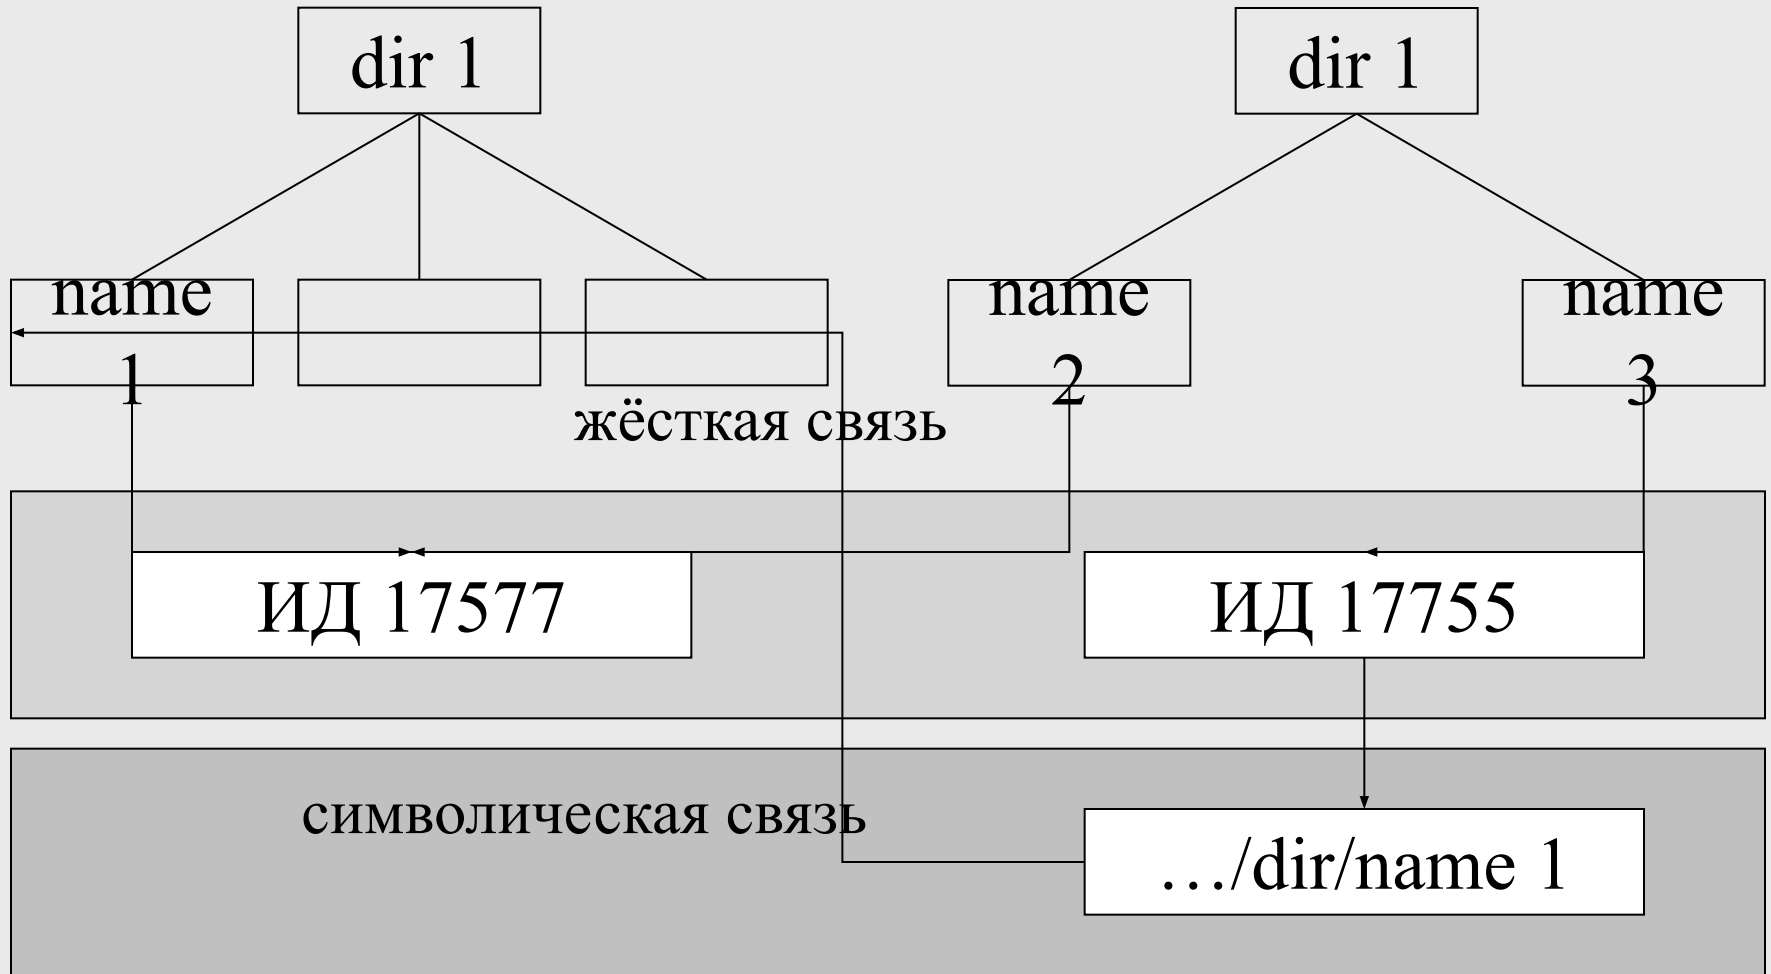 dir 1
dir 1
name
1
name
2
name
3
жёсткая связь
ИД 17577
ИД 17755
символическая связь
…/dir/name 1